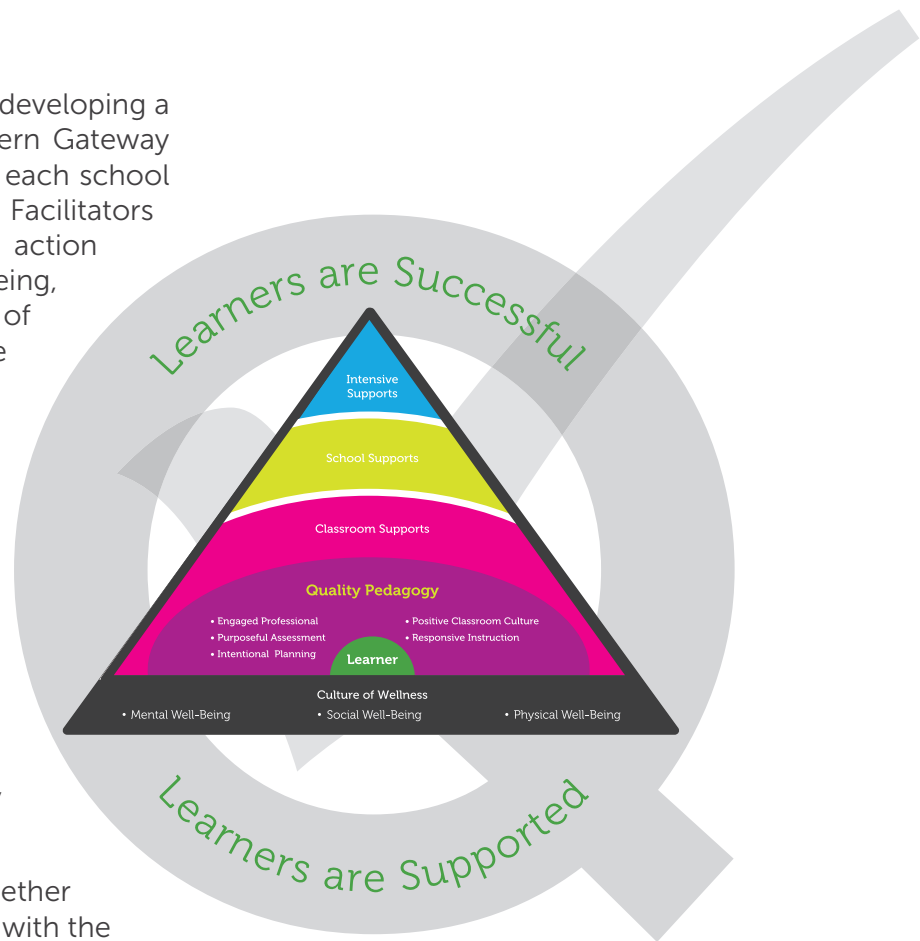 developing a
ern Gateway
each school
Facilitators
action
eing,
of
e
Learners are Successful
Intensive
Supports
School Supports
Classroom Supports
Quality Pedagogy
• Engaged Professional
• Purposeful Assessment
• Intentional Planning
• Positive Classroom Culture
• Responsive Instruction
Learner
Culture of Wellness
• Mental Well-Being • Social Well-Being • Physical Well-Being
Learners are Supported
ether
with the